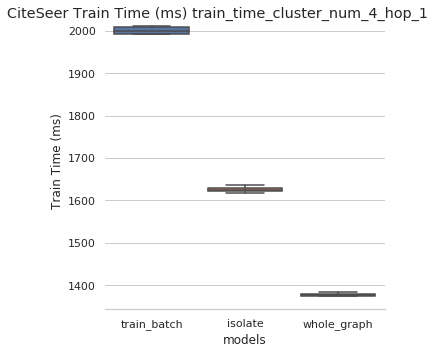 CiteSeer Train Time (ms) train_time_cluster_num_4_hop_1
2000
1900
1800
1700
1600
1500
1400
Train Time (ms)
train_batch isolate whole_graph
models